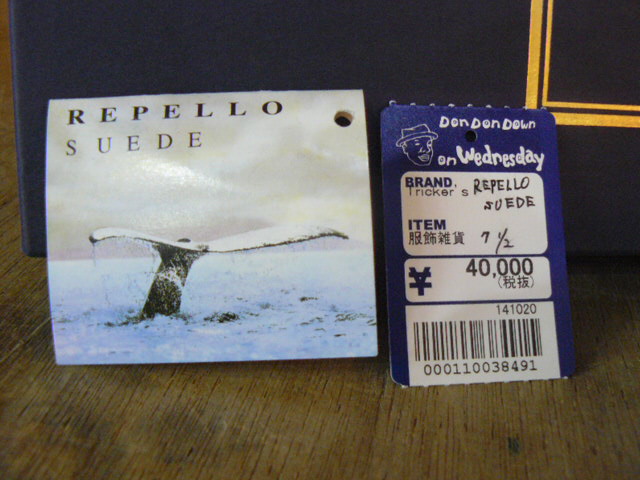 REPELLO
SUEDE
Don Don Down
on Wednesday
BRAND
Tricker's REPELLO
SUEDE
ITEM
服飾雑貨 7 1/2
¥ 40,000
(税抜)
141020
000110038491